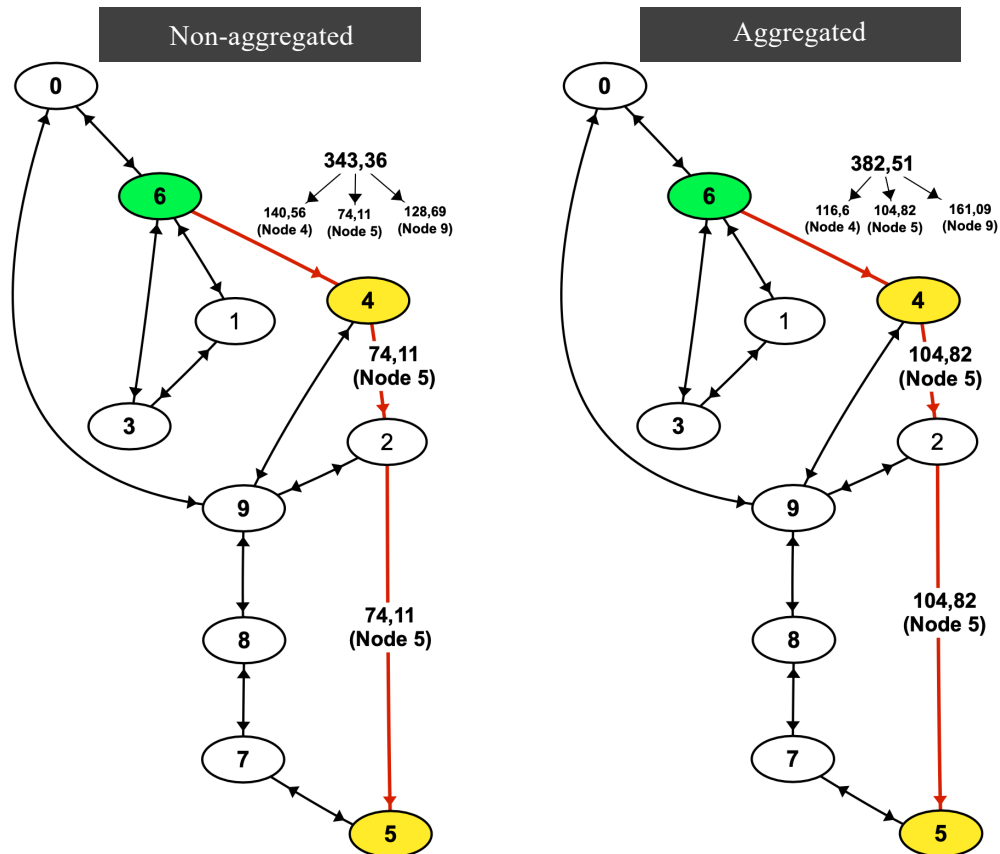 Non-aggregated
0
6
343,36
140,56
(Node 4)
74,11
(Node 5)
128,69
(Node 9)
4
1
74,11
(Node 5)
3
2
9
74,11
(Node 5)
8
7
5
Aggregated
0
6
382,51
116,6
(Node 4)
104,82
(Node 5)
161,09
(Node 9)
4
1
104,82
(Node 5)
3
2
9
104,82
(Node 5)
8
7
5